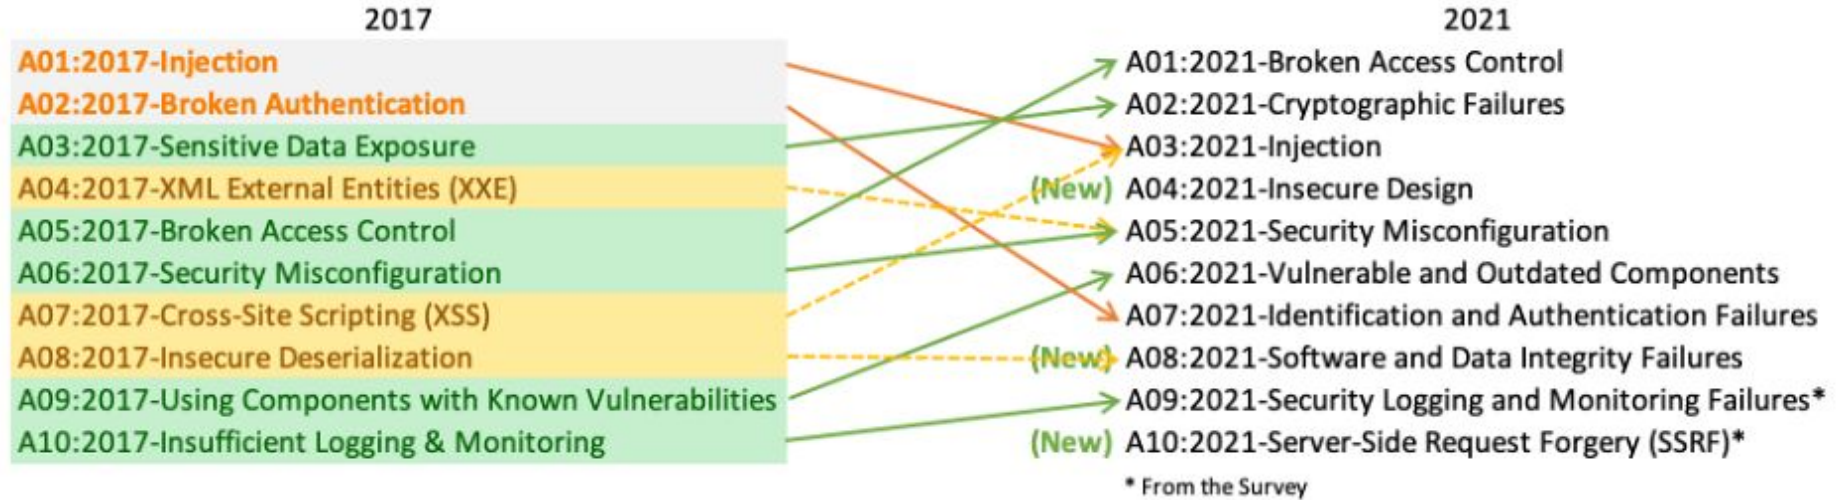 2017
A01:2017-Injection
A02:2017-Broken Authentication
A03:2017-Sensitive Data Exposure
A04:2017-XML External Entities (XXE)
A05:2017-Broken Access Control
A06:2017-Security Misconfiguration
A07:2017-Cross-Site Scripting (XSS)
A08:2017-Insecure Deserialization
A09:2017-Using Components with Known Vulnerabilities
A10:2017-Insufficient Logging & Monitoring
2021
A01:2021-Broken Access Control
A02:2021-Cryptographic Failures
A03:2021-Injection
(New) A04:2021-Insecure Design
A05:2021-Security Misconfiguration
A06:2021-Vulnerable and Outdated Components
A07:2021-Identification and Authentication Failures
(New) A08:2021-Software and Data Integrity Failures
A09:2021-Security Logging and Monitoring Failures*
(New) A10:2021-Server-Side Request Forgery (SSRF)*
* From the Survey